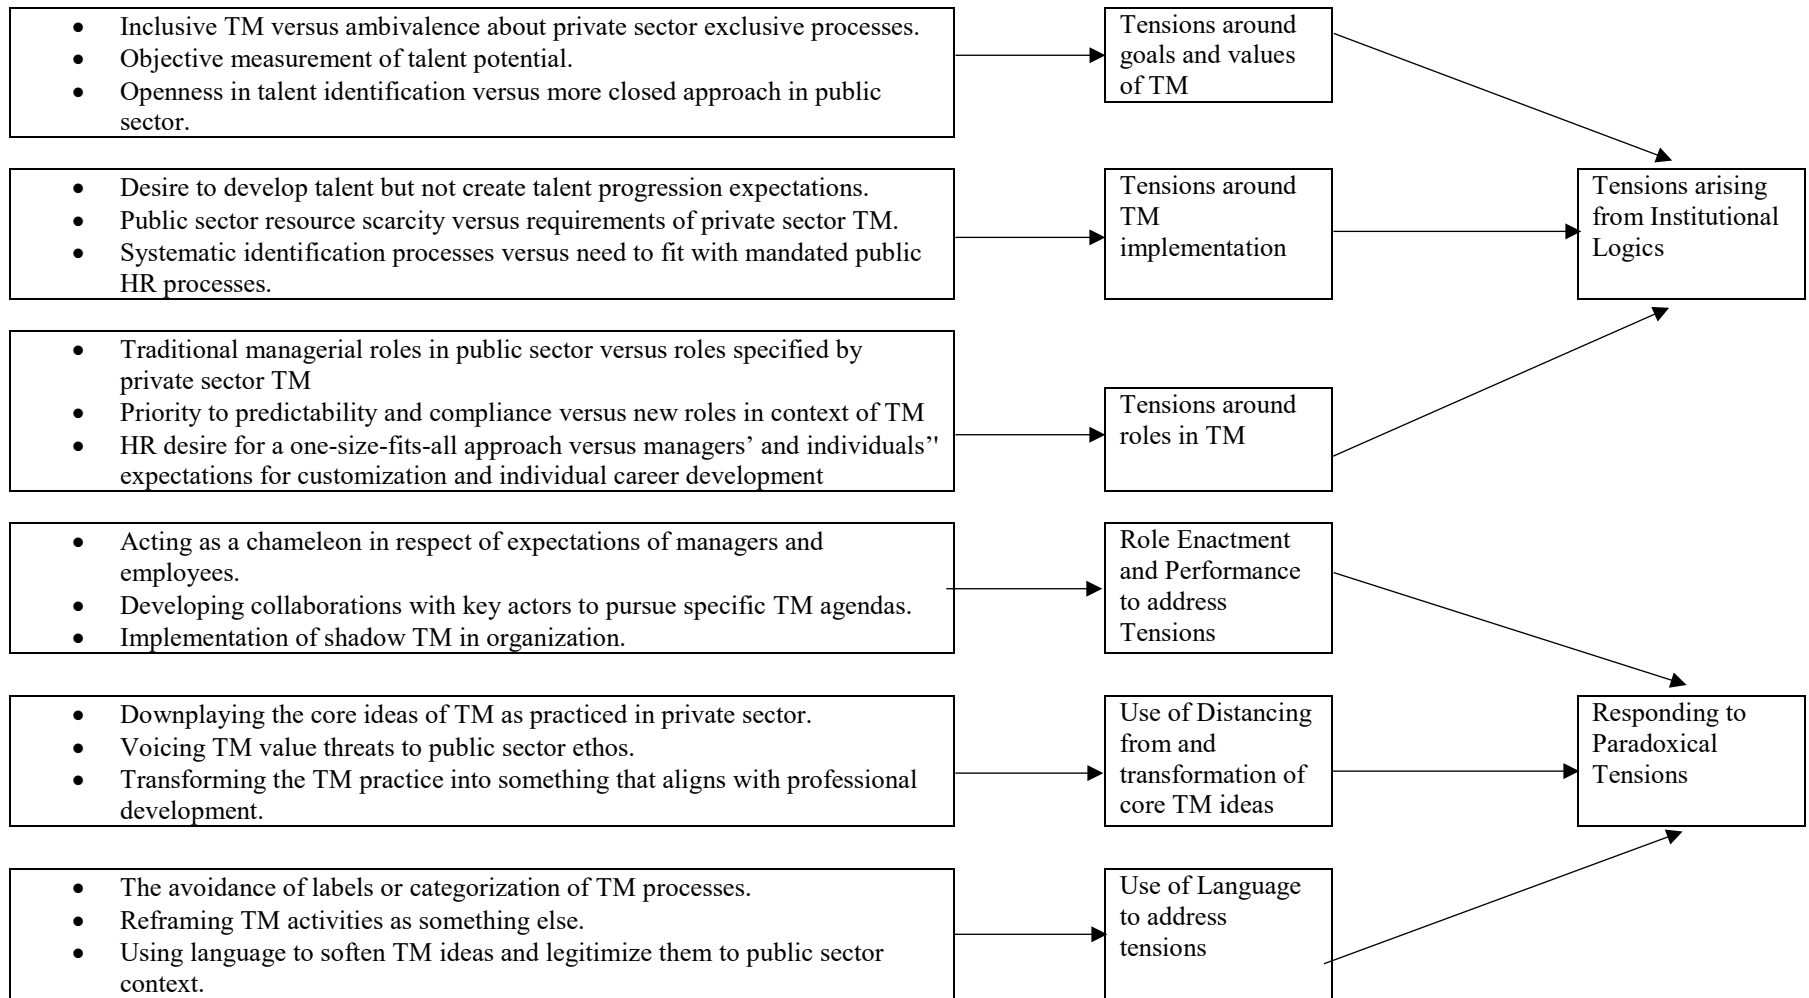 • Inclusive TM versus ambivalence about private sector exclusive processes.
• Objective measurement of talent potential.
• Openness in talent identification versus more closed approach in public
sector.
Tensions around
goals and values
of TM
• Desire to develop talent but not create talent progression expectations.
• Public sector resource scarcity versus requirements of private sector TM.
• Systematic identification processes versus need to fit with mandated public
HR processes.
Tensions around
TM
implementation
Tensions arising
from Institutional
Logics
• Traditional managerial roles in public sector versus roles specified by
private sector TM
• Priority to predictability and compliance versus new roles in context of TM
• HR desire for a one-size-fits-all approach versus managers’ and individuals’'
expectations for customization and individual career development
Tensions around
roles in TM
• Acting as a chameleon in respect of expectations of managers and
employees.
• Developing collaborations with key actors to pursue specific TM agendas.
• Implementation of shadow TM in organization.
Role Enactment
and Performance
to address
Tensions
• Downplaying the core ideas of TM as practiced in private sector.
• Voicing TM value threats to public sector ethos.
• Transforming the TM practice into something that aligns with professional
development.
Use of Distancing
from and
transformation of
core TM ideas
Responding to
Paradoxical
Tensions
• The avoidance of labels or categorization of TM processes.
• Reframing TM activities as something else.
• Using language to soften TM ideas and legitimize them to public sector
context.
Use of Language
to address
tensions